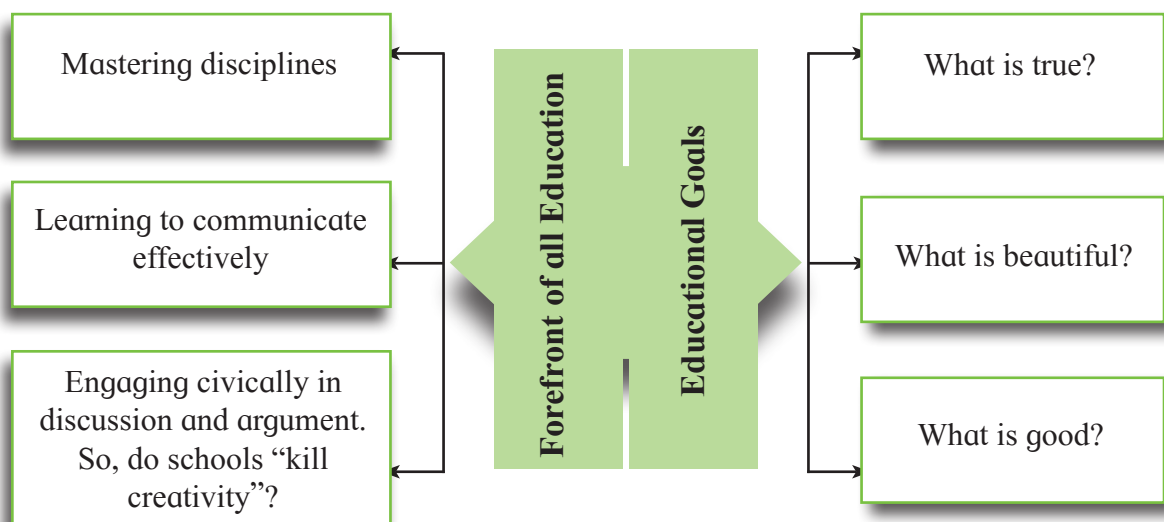 Mastering disciplines
Learning to communicate
effectively
Engaging civically in
discussion and argument.
So, do schools “kill
creativity”?
Forefront of all Education
Educational Goals
What is true?
What is beautiful?
What is good?